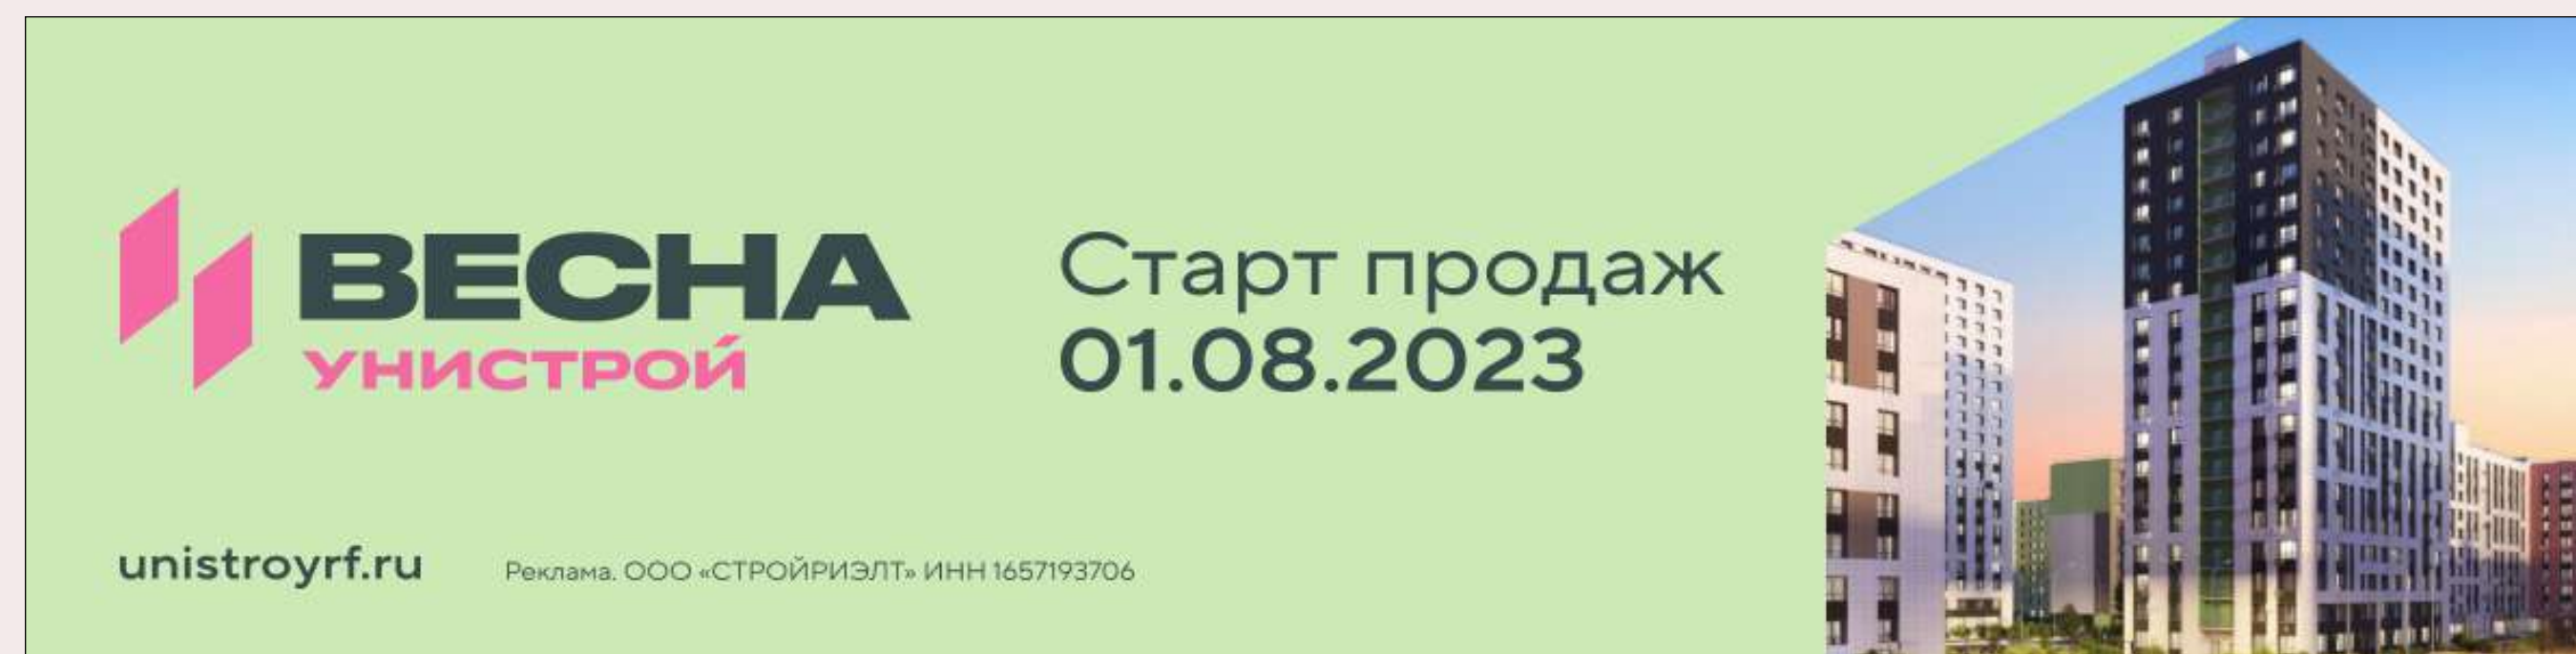 ВЕСНА
УНИСТРОЙ
Старт продаж
01.08.2023
unistroyrf.ru
Реклама. ООО «СТРОЙРИЭЛТ» ИНН 1657193706